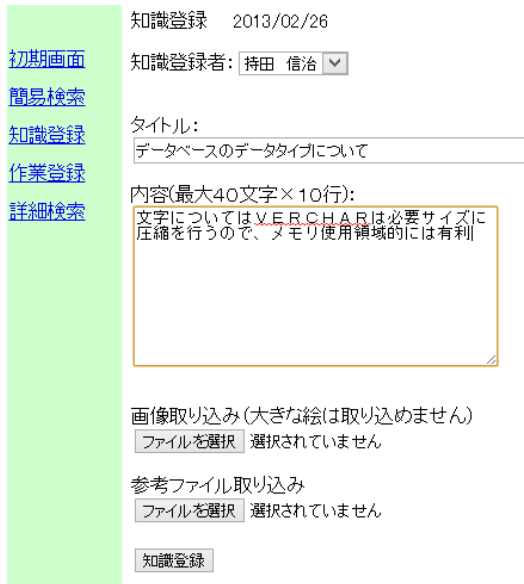 知識登録 2013/02/26
初期画面
簡易検索
知識登録
作業登録
詳細検索
知識登録者: 持田 信治
タイトル:
データベースのデータタイプについて
内容(最大40文字×10行):
文字についてはVERCHARは必要サイズに
圧縮を行うので、メモリ使用領域的には有利
画像取り込み(大きな絵は取り込めません)
ファイルを選択 選択されていません
参考ファイル取り込み
ファイルを選択 選択されていません
知識登録